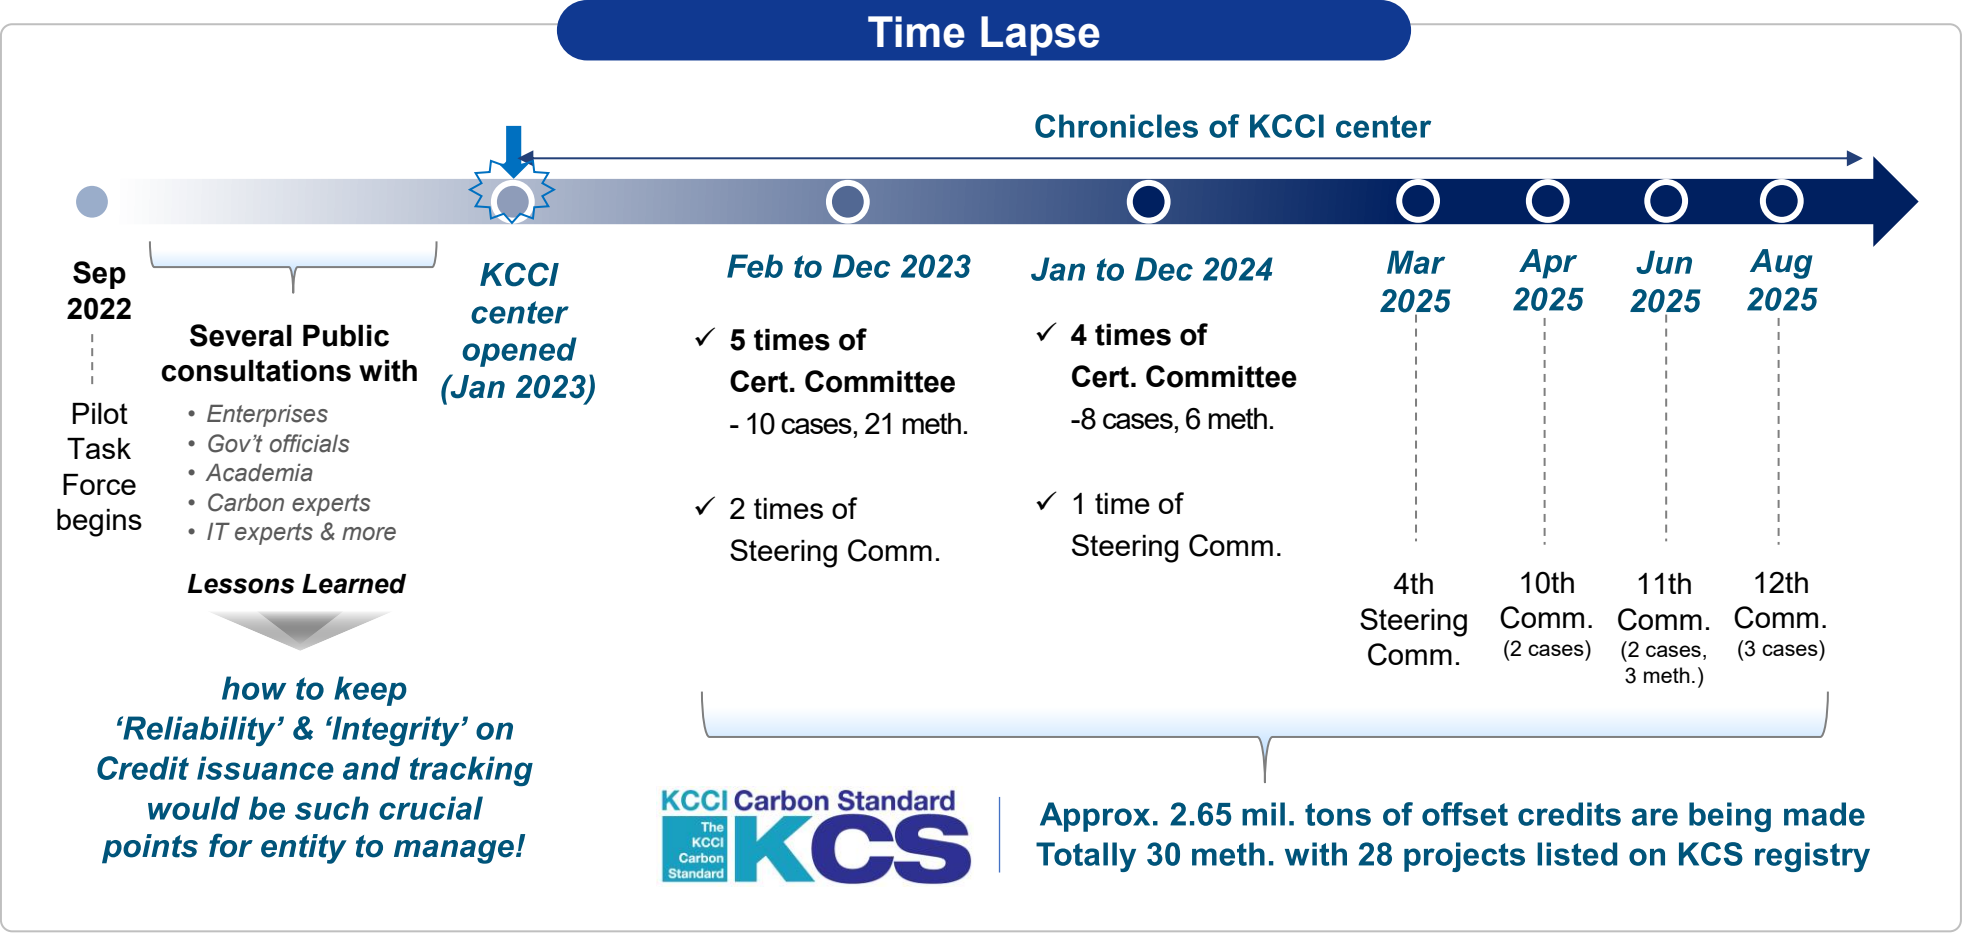 Time Lapse
Chronicles of KCCI center
Sep
2022
Pilot
Task
Force
begins
Several Public
consultations with
• Enterprises
• Gov't officials
• Academia
• Carbon experts
• IT experts & more
Lessons Learned
how to keep
‘Reliability’ & ‘Integrity’ on
Credit issuance and tracking
would be such crucial
points for entity to manage!
KCCI
center
opened
(Jan 2023)
Feb to Dec 2023
✓ 5 times of
Cert. Committee
- 10 cases, 21 meth.
✓ 2 times of
Steering Comm.
Jan to Dec 2024
✓ 4 times of
Cert. Committee
-8 cases, 6 meth.
✓ 1 time of
Steering Comm.
Mar
2025
4th
Steering
Comm.
Apr
2025
10th
Comm.
(2 cases)
Jun
2025
11th
Comm.
(2 cases,
3 meth.)
Aug
2025
12th
Comm.
(3 cases)
KCCI Carbon Standard
The
KCCI
Carbon
Standard
KCS
Approx. 2.65 mil. tons of offset credits are being made
Totally 30 meth. with 28 projects listed on KCS registry